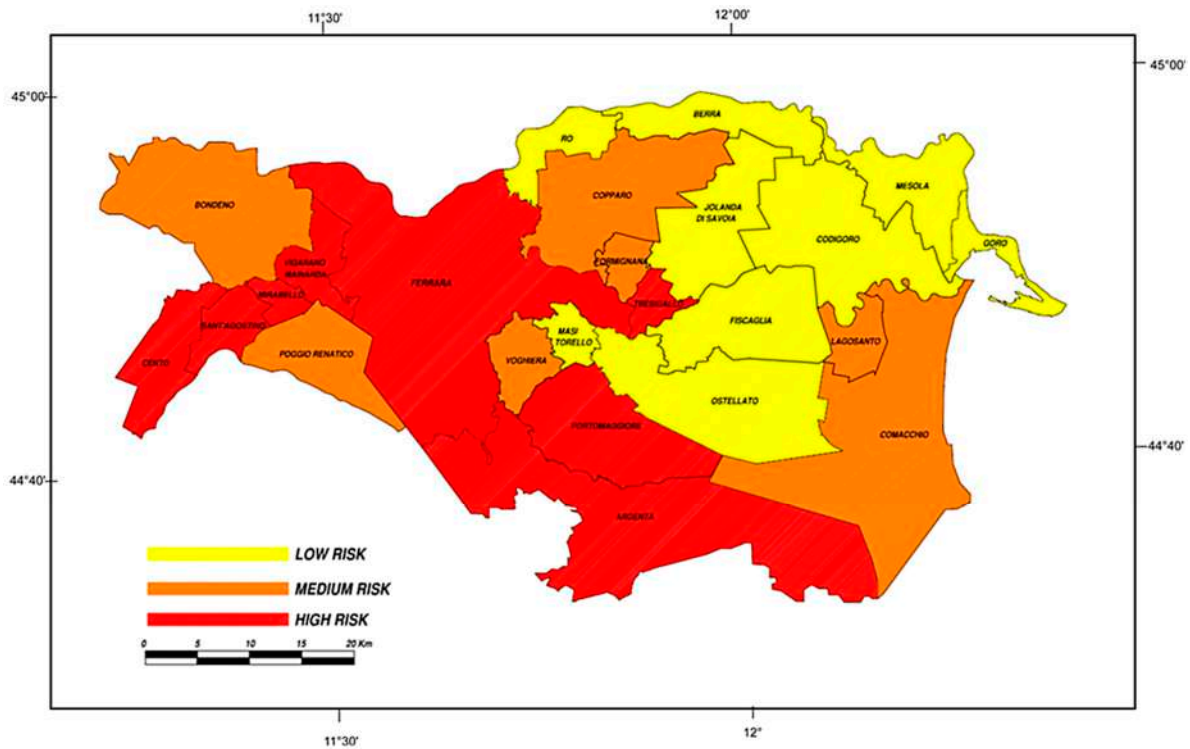 11°30'
12°00'
45°00'
45°00'
RO
BERRA
BONDENO
COPPARO
JOLANDA
DI SAVOIA
MESOLA
CODIGORO
GORO
VIGARANO
MAINARDA
FORMIGNANA
FERRARA
MIRABELLO
TRESIGALLO
SANT'AGOSTINO
FISCAGLIA
MASI
TORELLO
LAGOSANTO
POGGIO RENATICO
VOGHIERA
CENTO
OSTELLATO
PORTOMAGGIORE
COMACCHIO
44°40'
44°40'
ARGENTA
LOW RISK
MEDIUM RISK
HIGH RISK
0 5 10 15 20 Km
11°30'
12°